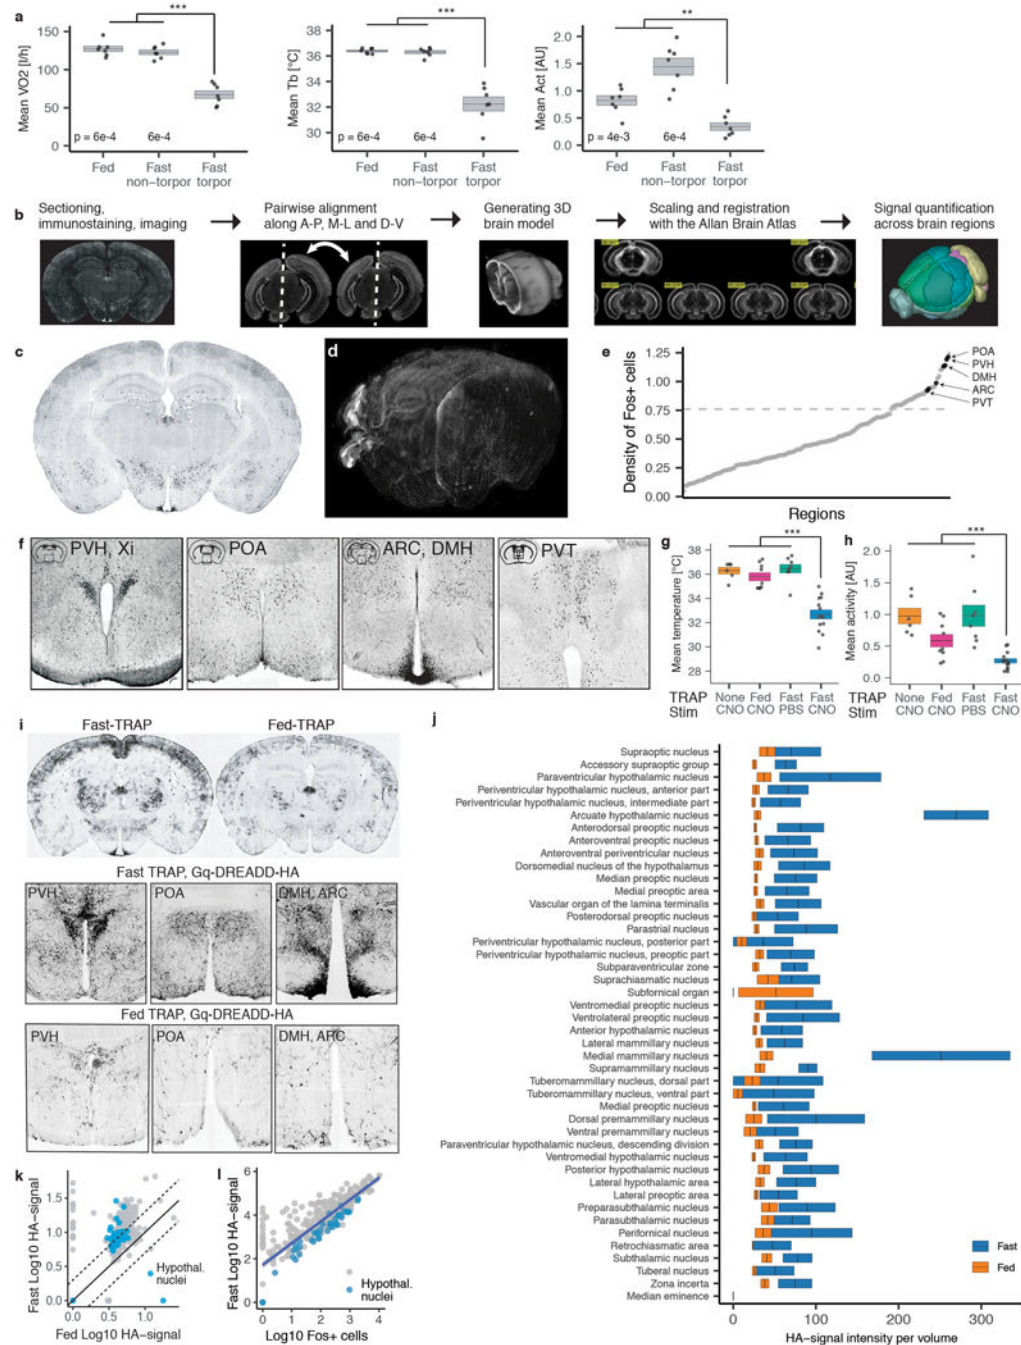 a
Mean VO2 [l/h]
150
100
50
0
***
p = 6e-4
6e-4
Fed
Fast
non-torpor
Fast
torpor
Mean Tb [°C]
38
36
34
32
30
***
p = 6e-4
6e-4
Fed
Fast
non-torpor
Fast
torpor
Mean Act [AU]
2.0
1.5
1.0
0.5
0.0
**
p = 4e-3
6e-4
Fed
Fast
non-torpor
Fast
torpor
b
Sectioning,
immunostaining, imaging
Pairwise alignment
along A-P, M-L and D-V
Generating 3D
brain model
Scaling and registration
with the Allan Brain Atlas
Signal quantification
across brain regions
c
d
e
Density of Fos+ cells
1.25
1.00
0.75
0.50
0.25
0.00
POA
PVH
DMH
ARC
PVT
Regions
f
PVH, Xi
POA
ARC, DMH
PVT
g
Mean temperature [°C]
36
34
32
30
28
***
TRAP
Stim
None
CNO
Fed
CNO
Fast
PBS
Fast
CNO
h
Mean activity [AU]
2.0
1.5
1.0
0.5
0.0
***
TRAP
Stim
None
CNO
Fed
CNO
Fast
PBS
Fast
CNO
i
Fast-TRAP
Fed-TRAP
Fast TRAP, Gq-DREADD-HA
PVH
POA
DMH, ARC
Fed TRAP, Gq-DREADD-HA
PVH
POA
DMH, ARC
j
Supraoptic nucleus
Accessory supraoptic group
Paraventricular hypothalamic nucleus
Periventricular hypothalamic nucleus, anterior part
Periventricular hypothalamic nucleus, intermediate part
Arcuate hypothalamic nucleus
Anterodorsal preoptic nucleus
Anteroventral preoptic nucleus
Anteroventral periventricular nucleus
Dorsomedial nucleus of the hypothalamus
Median preoptic nucleus
Medial preoptic area
Vascular organ of the lamina terminalis
Posterodorsal preoptic nucleus
Parastrial nucleus
Periventricular hypothalamic nucleus, posterior part
Periventricular hypothalamic nucleus, preoptic part
Subparaventricular zone
Suprachiasmatic nucleus
Subfornical organ
Ventromedial preoptic nucleus
Ventrolateral preoptic nucleus
Anterior hypothalamic nucleus
Lateral mammillary nucleus
Medial mammillary nucleus
Supramammillary nucleus
Tuberomammillary nucleus, dorsal part
Tuberomammillary nucleus, ventral part
Medial preoptic nucleus
Dorsal premammillary nucleus
Ventral premammillary nucleus
Paraventricular hypothalamic nucleus, descending division
Ventromedial hypothalamic nucleus
Posterior hypothalamic nucleus
Lateral hypothalamic area
Lateral preoptic area
Preparasubthalamic nucleus
Parasubthalamic nucleus
Perifornical nucleus
Retrochiasmatic area
Subthalamic nucleus
Tuberal nucleus
Zona incerta
Median eminence
Fast
Fed
0
100
200
300
HA-signal intensity per volume
k
Fast Log10 HA-signal
1.5
1.0
0.5
0.0
Hypothal.
nuclei
0.0
0.5
1.0
Fed Log10 HA-signal
l
Fast Log10 HA-signal
6
4
2
0
Hypothal.
nuclei
0
1
2
3
4
Log10 Fos+ cells